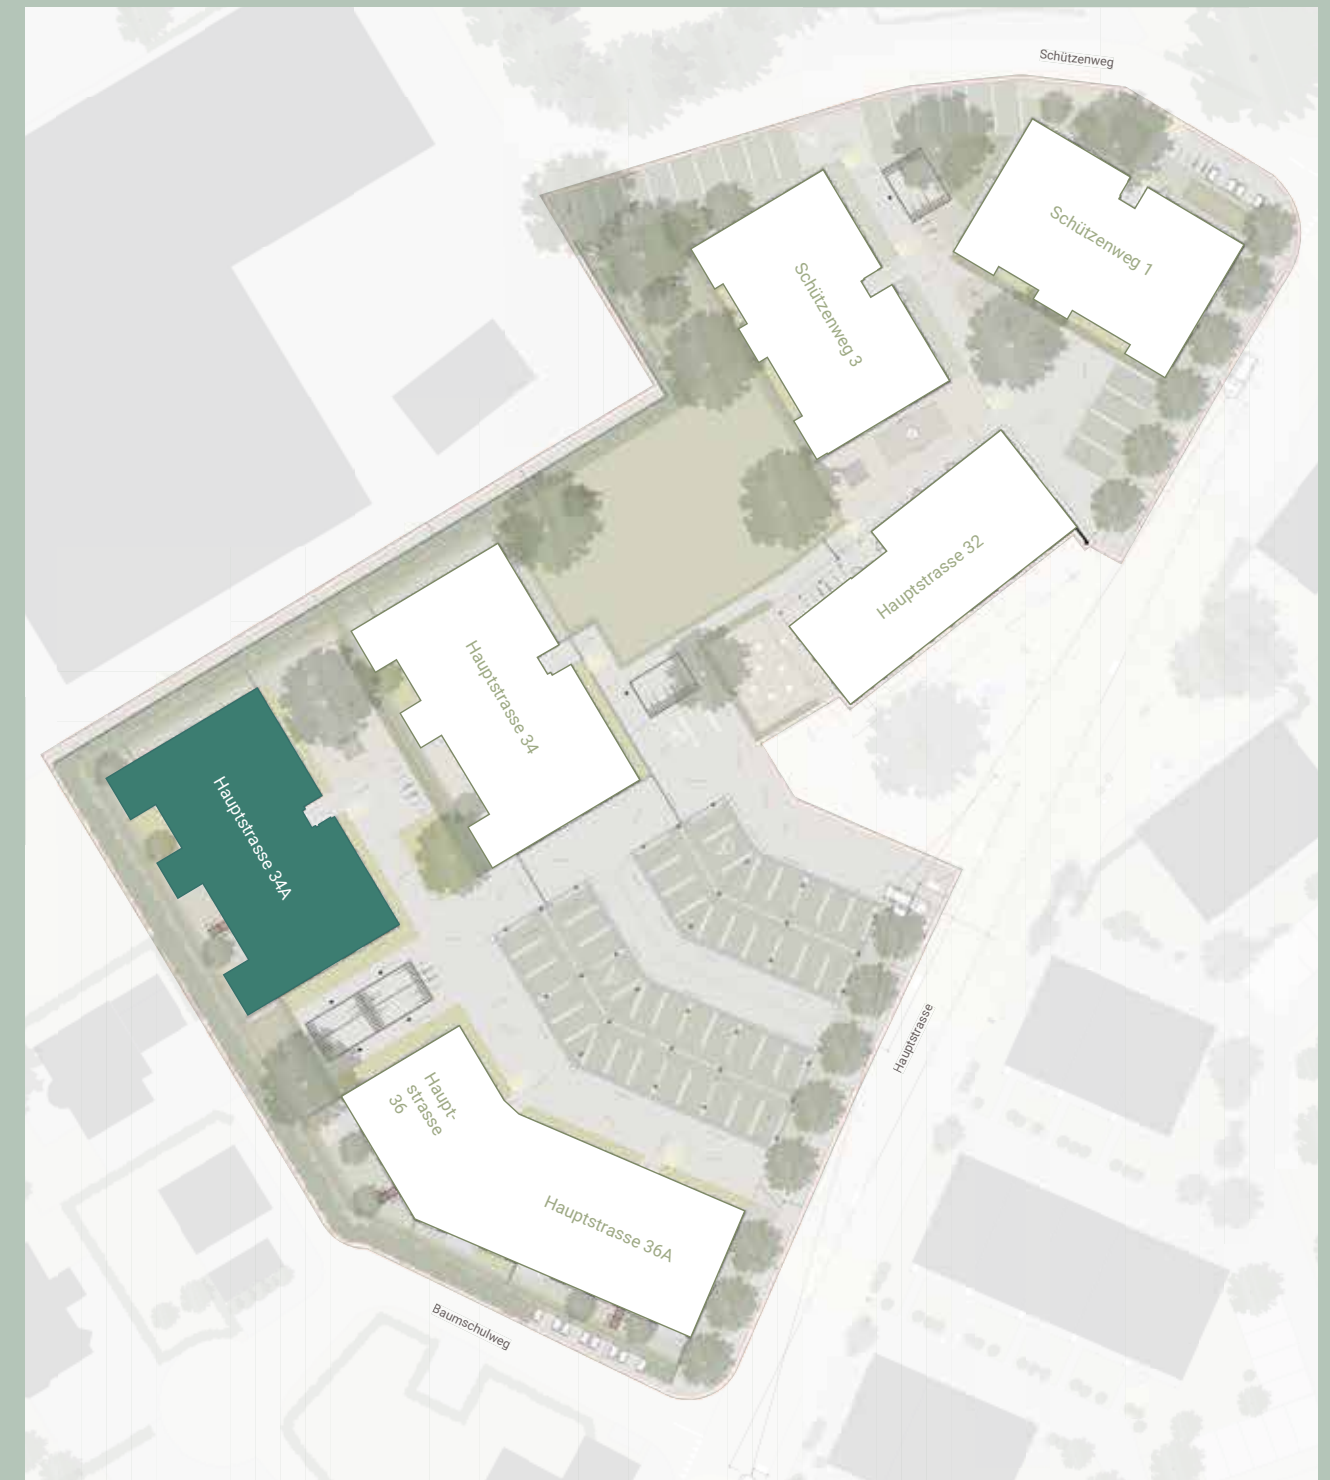 Schützenweg
Schützenweg 1
Schützenweg 3
Hauptstrasse 32
Hauptstrasse 34
Hauptstrasse 34A
Haupt-
strasse
36
Hauptstrasse 36A
Hauptstrasse
Baumschulweg